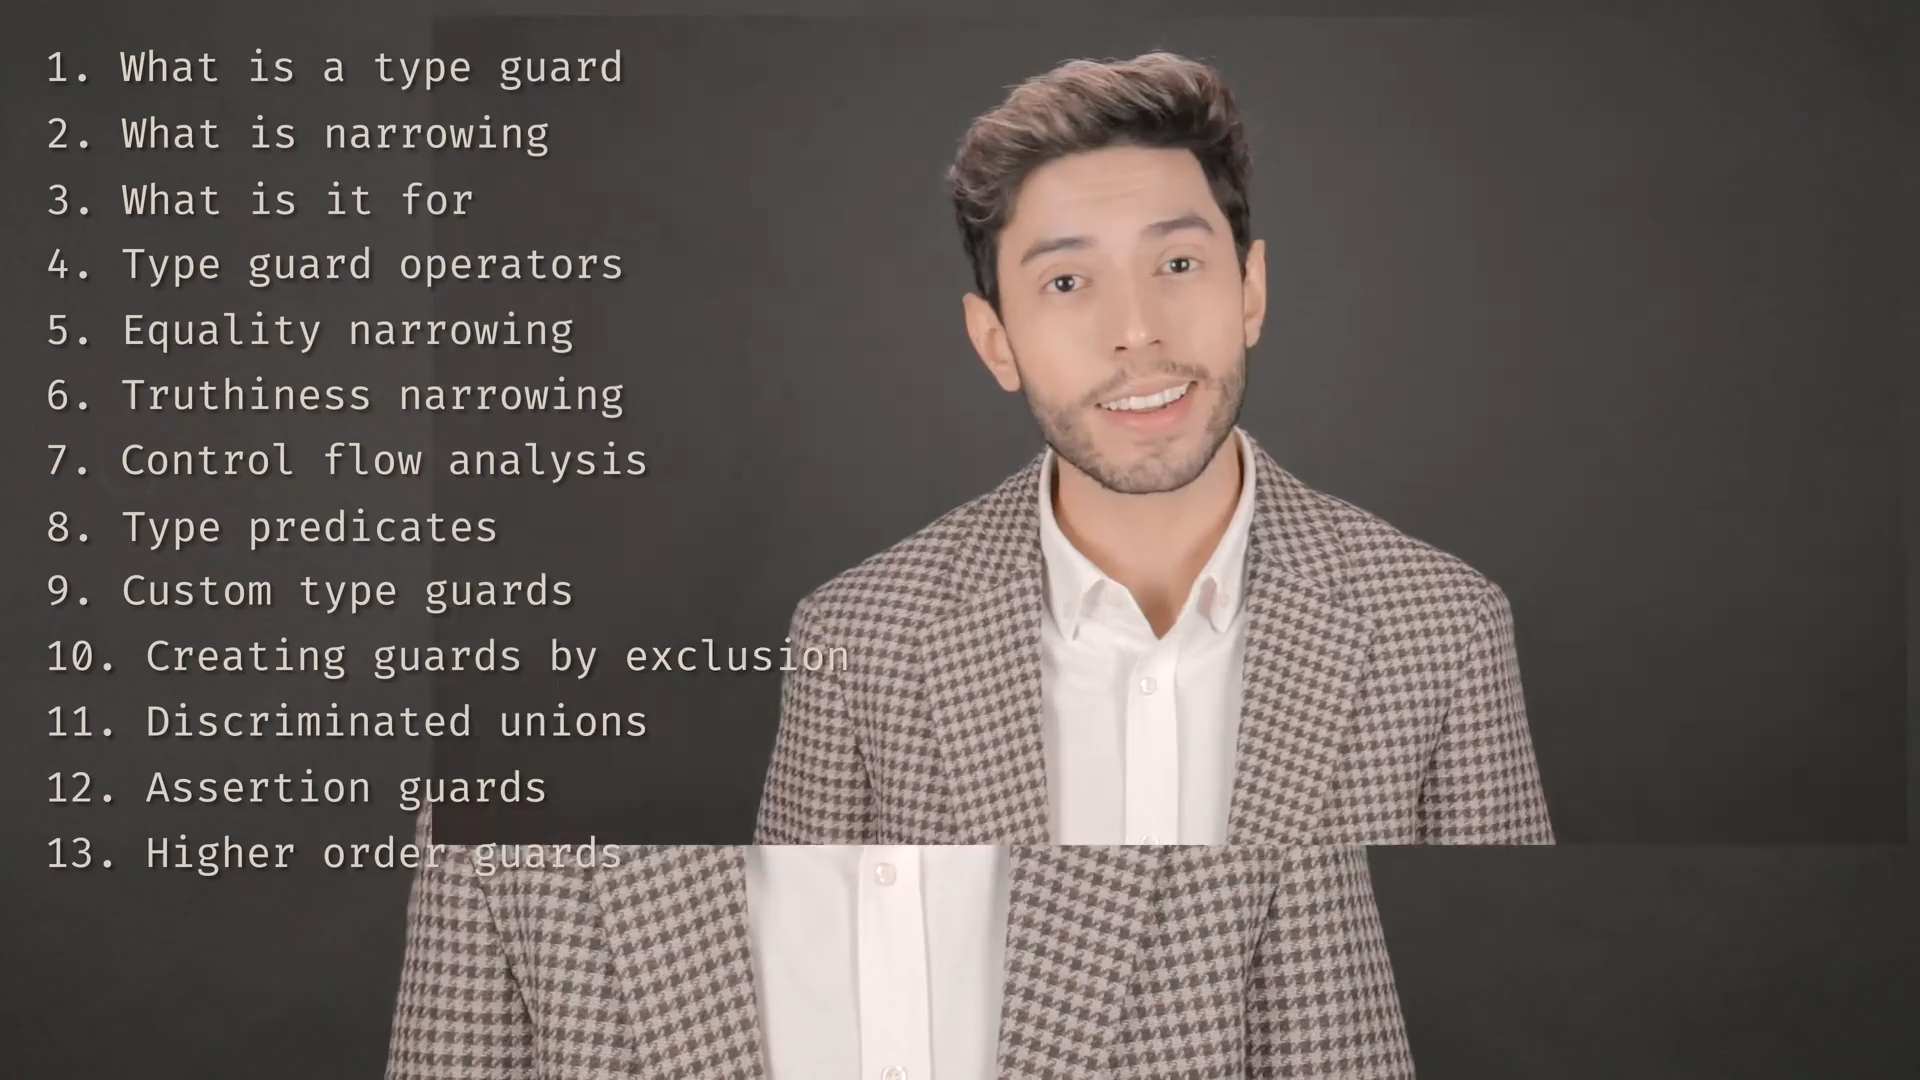 1. What is a type guard
2. What is narrowing
3. What is it for
4. Type guard operators
5. Equality narrowing
6. Truthiness narrowing
7. Control flow analysis
8. Type predicates
9. Custom type guards
10. Creating guards by exclusion
11. Discriminated unions
12. Assertion guards
13. Higher order guards